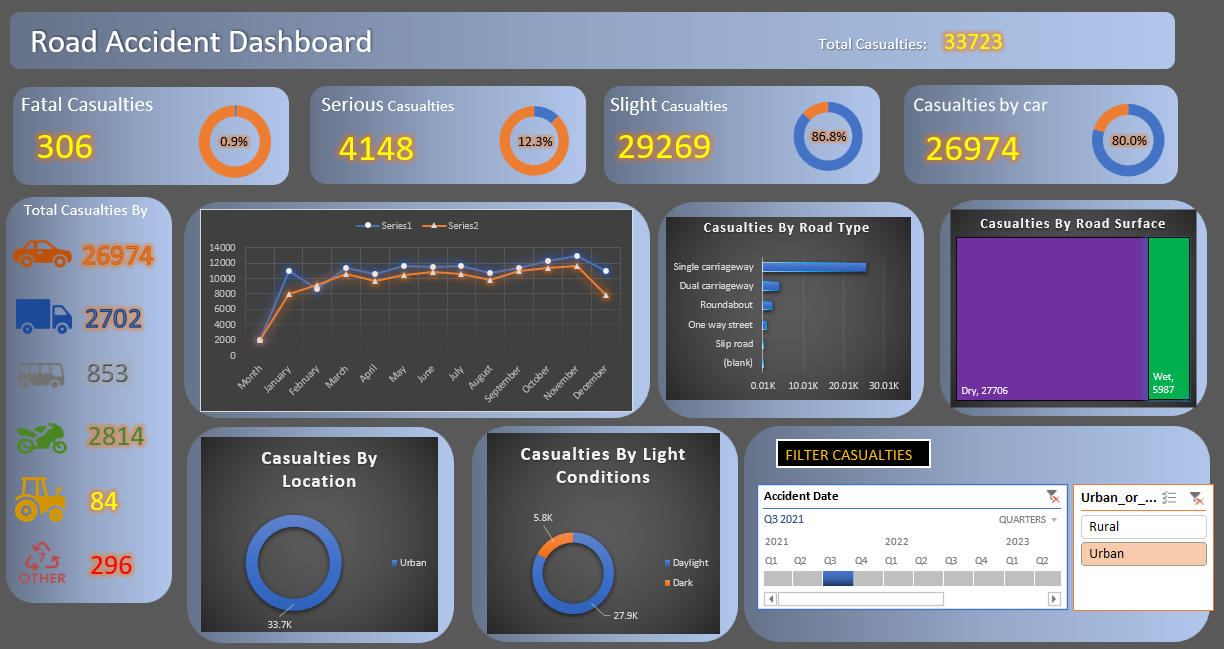 Road Accident Dashboard
Total Casualties: 33723
Fatal Casualties
306
0.9%
Serious Casualties
4148
12.3%
Slight Casualties
29269
86.8%
Casualties by car
26974
80.0%
Total Casualties By
26974
2702
853
2814
84
OTHER
296
Series1 Series2
14000
12000
10000
8000
6000
4000
2000
0
Month
January
February
March
April
May
June
July
August
September
October
November
December
Casualties By Road Type
Single carriageway
Dual carriageway
Roundabout
One way street
Slip road
(blank)
0.01K 10.01K 20.01K 30.01K
Casualties By Road Surface
Dry, 27706
Wet,
5987
Casualties By
Location
Urban
33.7K
Casualties By Light
Conditions
5.8K
Daylight
Dark
27.9K
FILTER CASUALTIES
Accident Date
Q3 2021
QUARTERS
2021 2022 2023
Q1 Q2 Q3 Q4 Q1 Q2 Q3 Q4 Q1 Q2
Urban_or_...
Rural
Urban